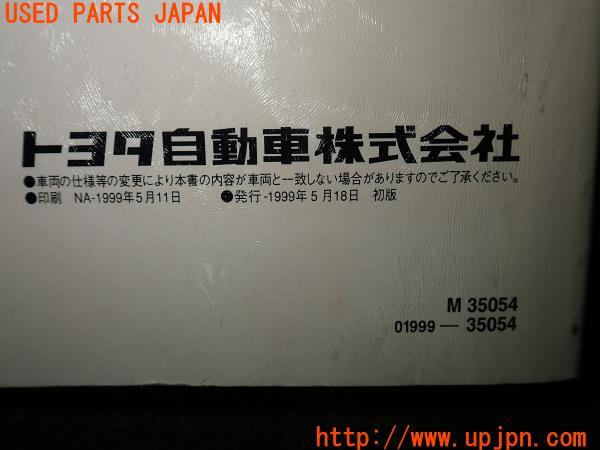 USED PARTS JAPAN
トヨタ自動車株式会社
●車両の仕様等の変更により本書の内容が車両と一致しない場合がありますのでご了承ください。
●印刷 NA-1999年5月11日 ●発行-1999年5月18日 初版
M 35054
01999—35054
http://www.upjpn.com